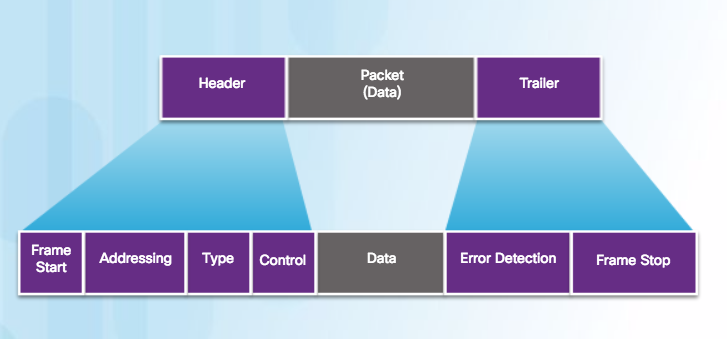 Header
Packet
(Data)
Trailer
Frame
Start
Addressing
Type
Control
Data
Error Detection
Frame Stop